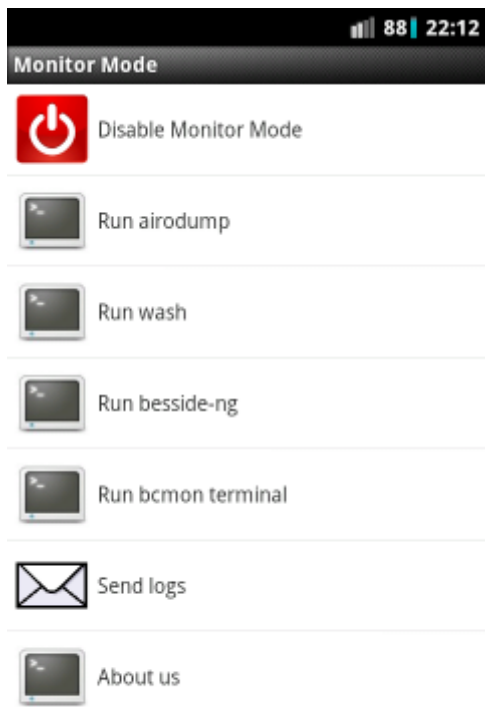 88 22:12
Monitor Mode
Disable Monitor Mode
Run airodump
Run wash
Run besside-ng
Run bcmon terminal
Send logs
About us